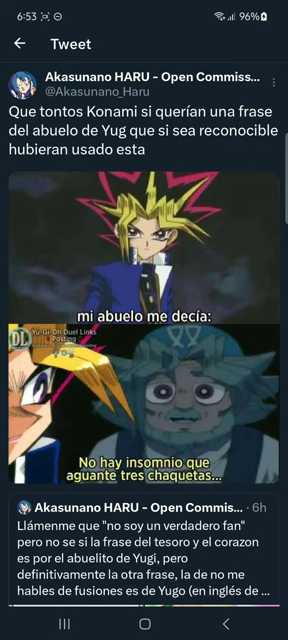 6:53
96%
Tweet
Akasunano HARU - Open Commiss...
@Akasunano_Haru
Que tontos Konami si querían una frase
del abuelo de Yug que si sea reconocible
hubieran usado esta
mi abuelo me decía:
DL
Yu-Gi-Oh Duel Links
Posting
No hay insomnio que
aguante tres chaquetas...
Akasunano HARU - Open Commis... · 6h
Llámenme que "no soy un verdadero fan"
pero no se si la frase del tesoro y el corazon
es por el abuelito de Yugi, pero
definitivamente la otra frase, la de no me
hables de fusiones es de Yugo (en inglés de ...